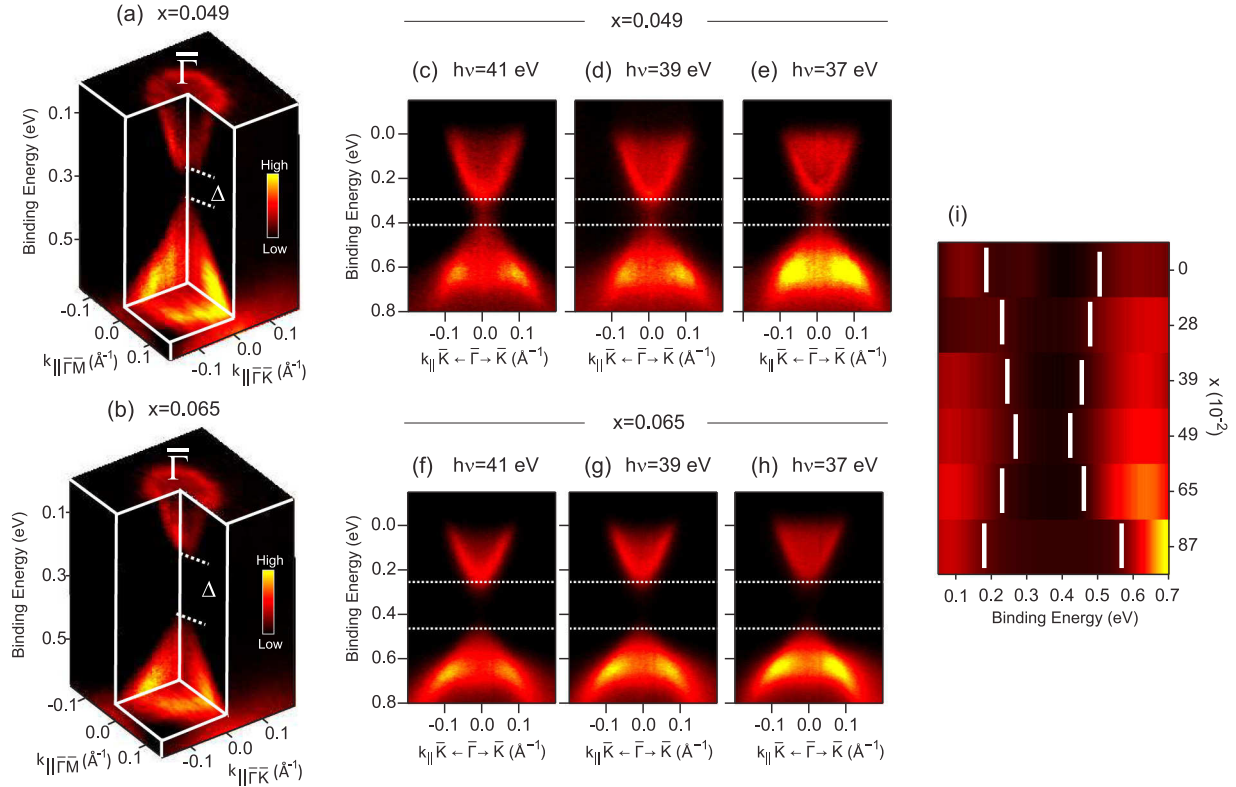 (a) x=0.049
Γ̅
0.1
0.3
0.5
Binding Energy (eV)
Δ
High
Low
-0.1
0.0
0.1
k||Γ̅M̅ (Å⁻¹)
-0.1
0.0
0.1
k||Γ̅K̅ (Å⁻¹)
(b) x=0.065
Γ̅
0.1
0.3
0.5
Binding Energy (eV)
Δ
High
Low
-0.1
0.0
0.1
k||Γ̅M̅ (Å⁻¹)
-0.1
0.0
0.1
k||Γ̅K̅ (Å⁻¹)
x=0.049
(c) hν=41 eV (d) hν=39 eV (e) hν=37 eV
0.0
0.2
0.4
0.6
0.8
Binding Energy (eV)
-0.1 0.0 0.1 -0.1 0.0 0.1 -0.1 0.0 0.1
k|| K̅ ← Γ̅ → K̅ (Å⁻¹) k|| K̅ ← Γ̅ → K̅ (Å⁻¹) k|| K̅ ← Γ̅ → K̅ (Å⁻¹)
x=0.065
(f) hν=41 eV (g) hν=39 eV (h) hν=37 eV
0.0
0.2
0.4
0.6
0.8
Binding Energy (eV)
-0.1 0.0 0.1 -0.1 0.0 0.1 -0.1 0.0 0.1
k|| K̅ ← Γ̅ → K̅ (Å⁻¹) k|| K̅ ← Γ̅ → K̅ (Å⁻¹) k|| K̅ ← Γ̅ → K̅ (Å⁻¹)
(i)
0
28
39
49
65
87
x (10⁻²)
0.1 0.2 0.3 0.4 0.5 0.6 0.7
Binding Energy (eV)